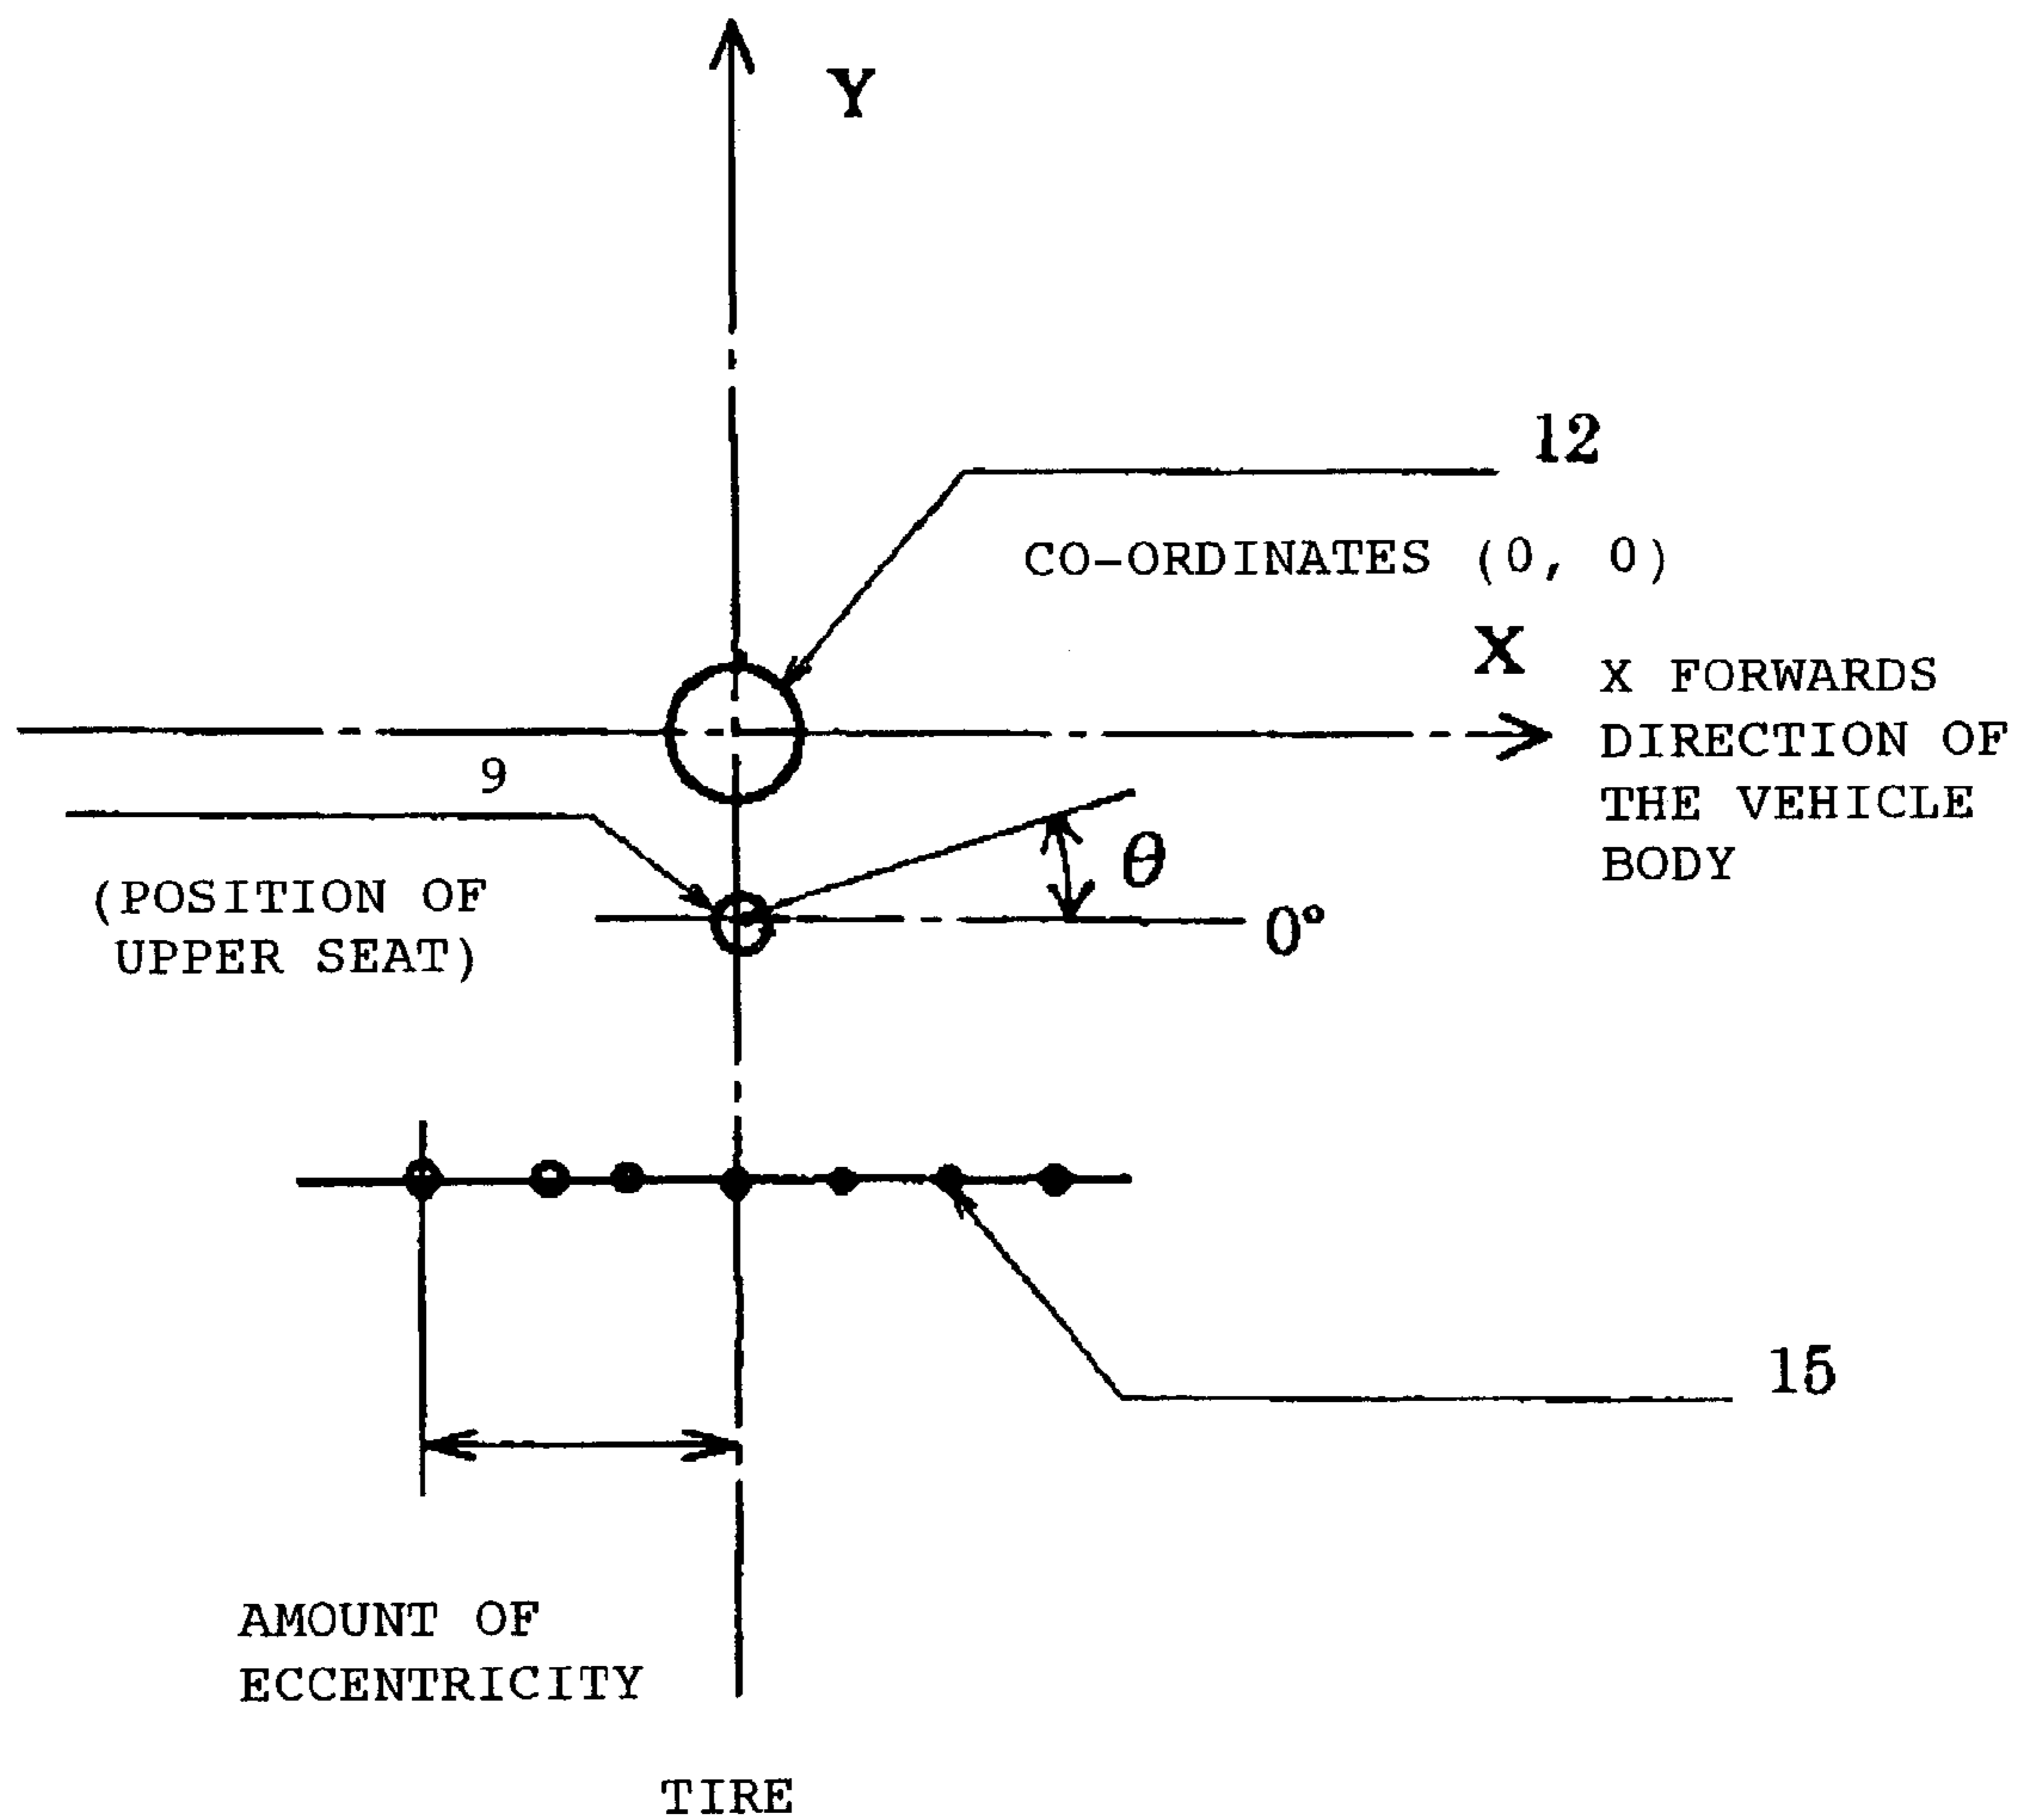 Y
12
CO-ORDINATES (0, 0)
X
X FORWARDS
DIRECTION OF
THE VEHICLE
BODY
9
θ
(POSITION OF
UPPER SEAT)
0°
15
AMOUNT OF
ECCENTRICITY
TIRE